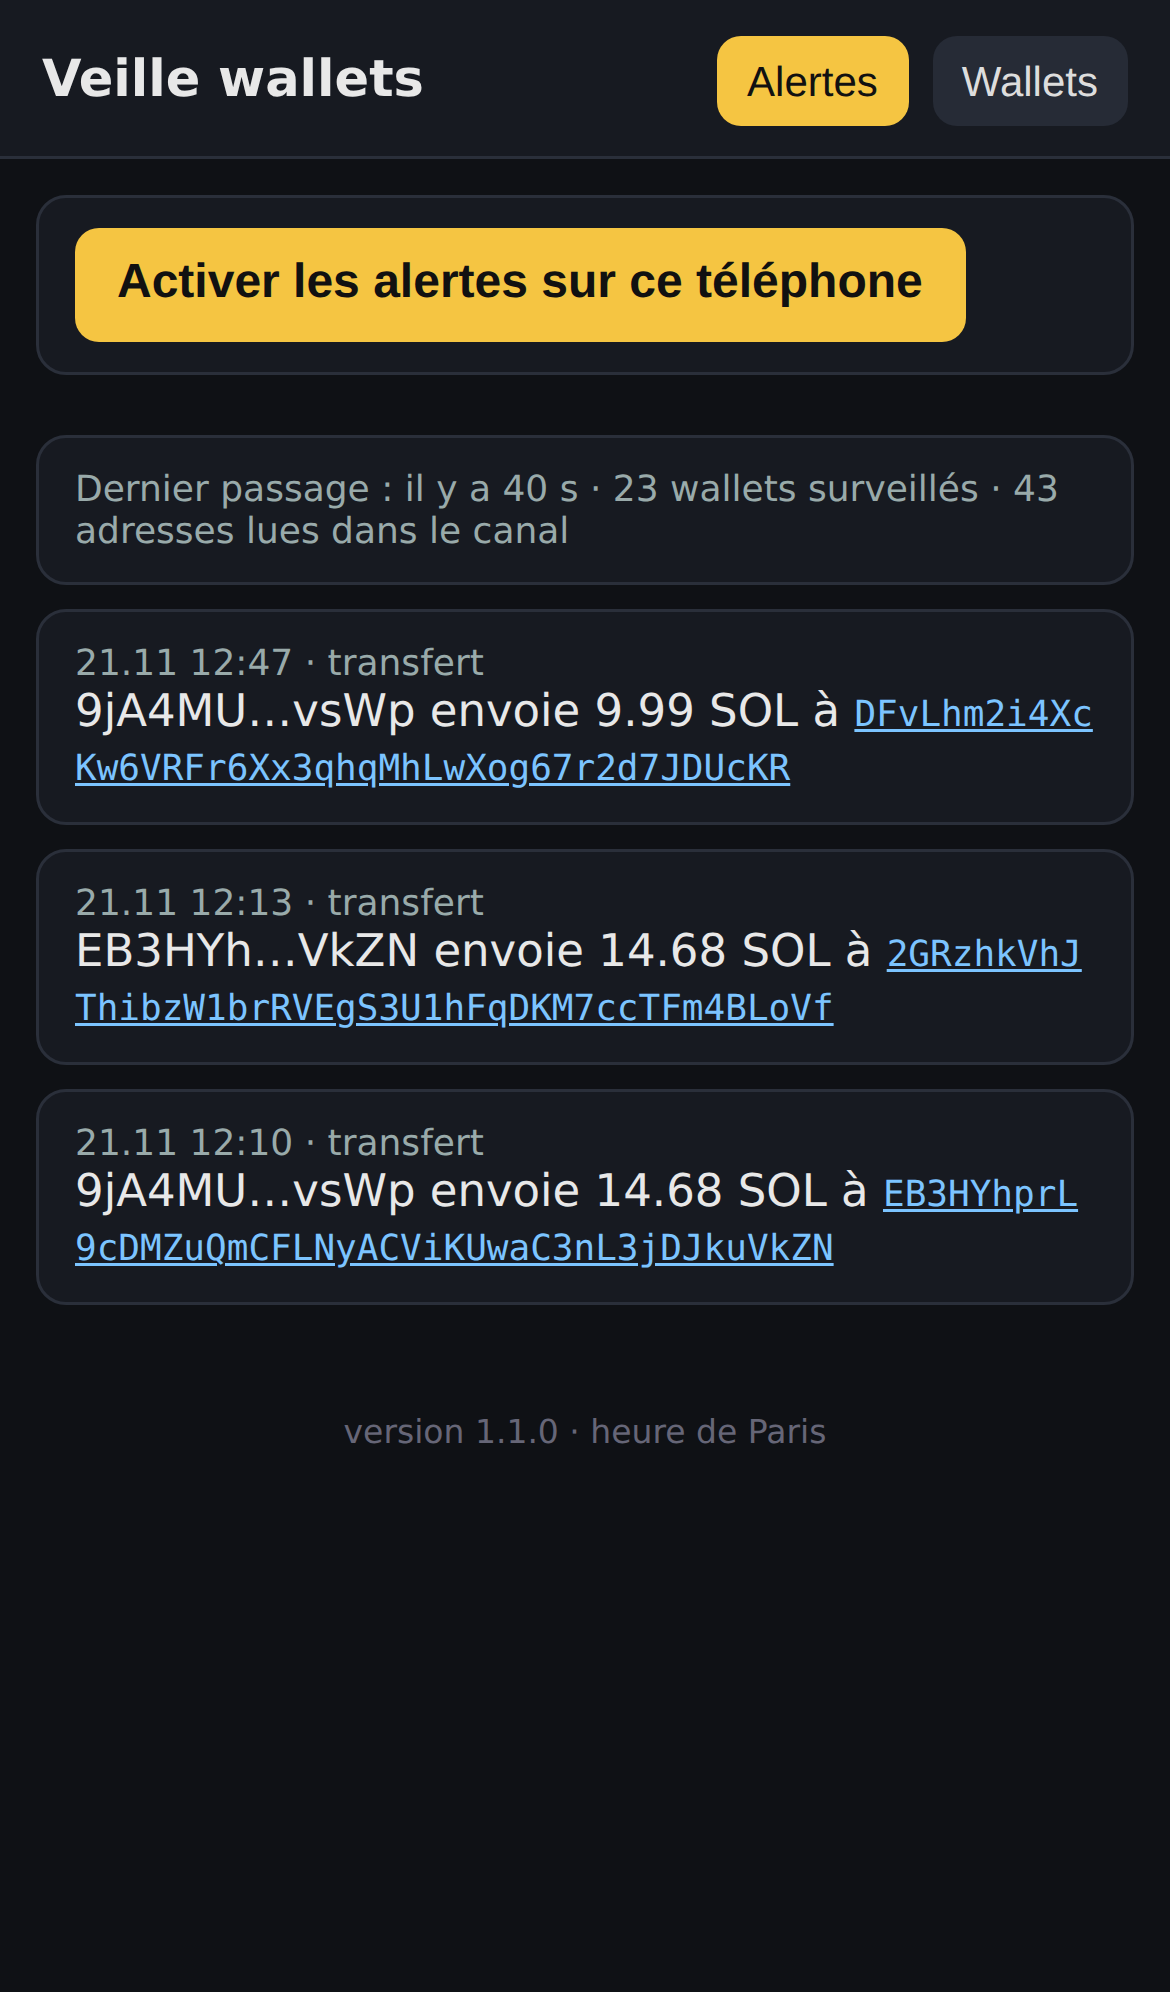 Veille wallets
Alertes
Wallets
Activer les alertes sur ce téléphone
Dernier passage : il y a 40 s · 23 wallets surveillés · 43
adresses lues dans le canal
21.11 12:47 · transfert
9jA4MU…vsWp envoie 9.99 SOL à DFvLhm2i4Xc
Kw6VRFr6Xx3qhqMhLwXog67r2d7JDUcKR
21.11 12:13 · transfert
EB3HYh…VkZN envoie 14.68 SOL à 2GRzhkVhJ
ThibzW1brRVEgS3U1hFqDKM7ccTFm4BLoVf
21.11 12:10 · transfert
9jA4MU…vsWp envoie 14.68 SOL à EB3HYhprL
9cDMZuQmCFLNyACViKUwaC3nL3jDJkuVkZN
version 1.1.0 · heure de Paris